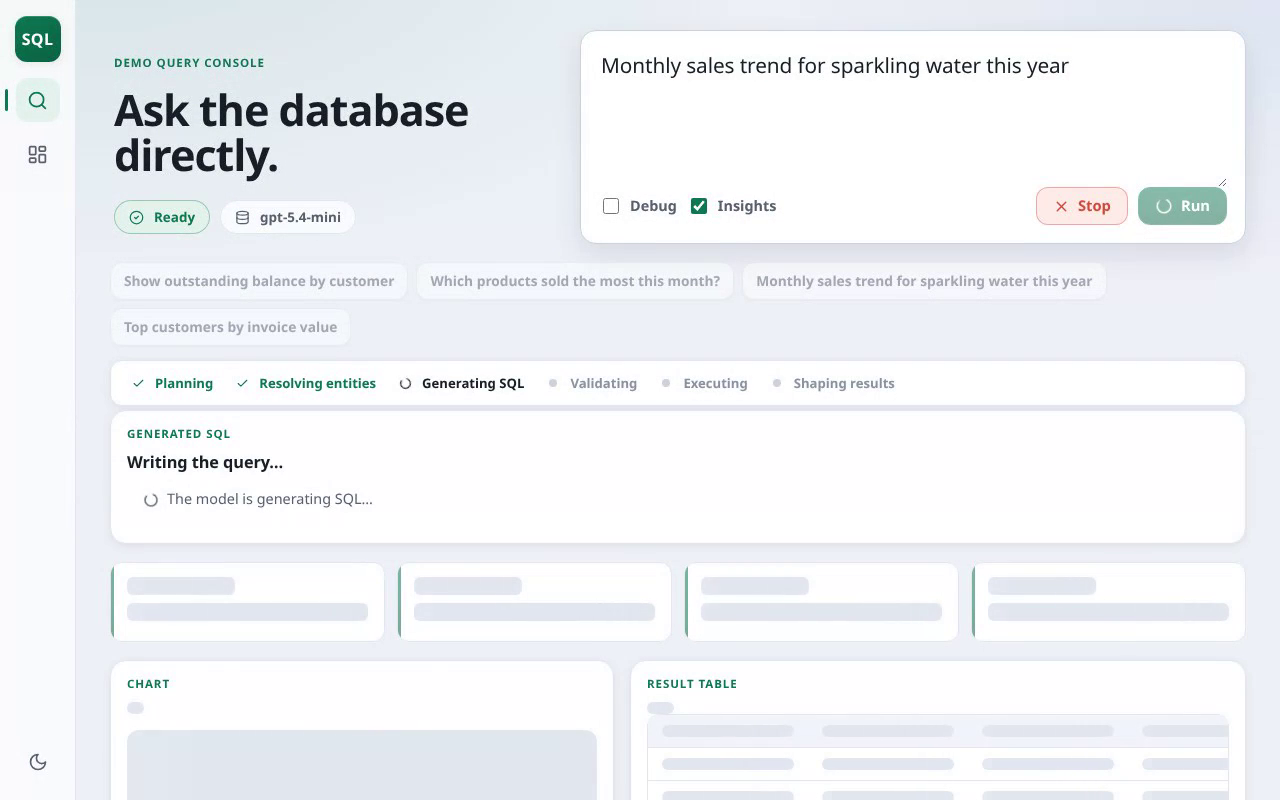 SQL
DEMO QUERY CONSOLE
Ask the database
directly.
Ready
gpt-5.4-mini
Monthly sales trend for sparkling water this year
Debug
Insights
Stop
Run
Show outstanding balance by customer
Which products sold the most this month?
Monthly sales trend for sparkling water this year
Top customers by invoice value
Planning
Resolving entities
Generating SQL
Validating
Executing
Shaping results
GENERATED SQL
Writing the query...
The model is generating SQL...
CHART
RESULT TABLE